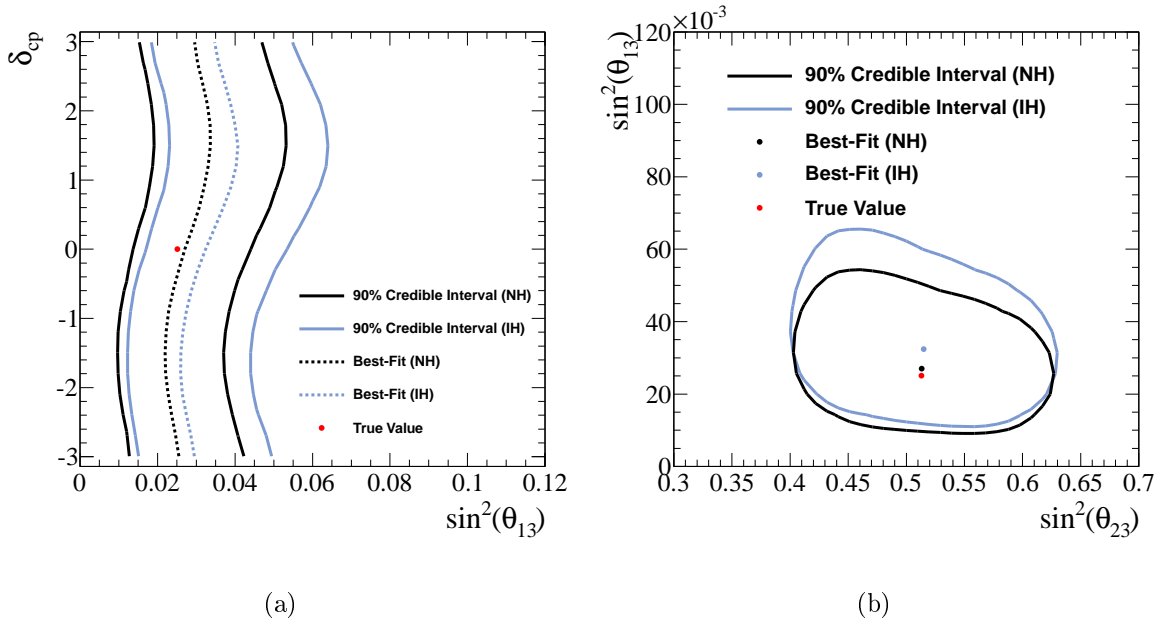 δcp
3
2
1
0
-1
-2
-3
90% Credible Interval (NH)
90% Credible Interval (IH)
Best-Fit (NH)
Best-Fit (IH)
True Value
0 0.02 0.04 0.06 0.08 0.1 0.12
sin²(θ₁₃)
(a)
×10⁻³
sin²(θ₁₃)
120
100
80
60
40
20
0
90% Credible Interval (NH)
90% Credible Interval (IH)
Best-Fit (NH)
Best-Fit (IH)
True Value
0.3 0.35 0.4 0.45 0.5 0.55 0.6 0.65 0.7
sin²(θ₂₃)
(b)